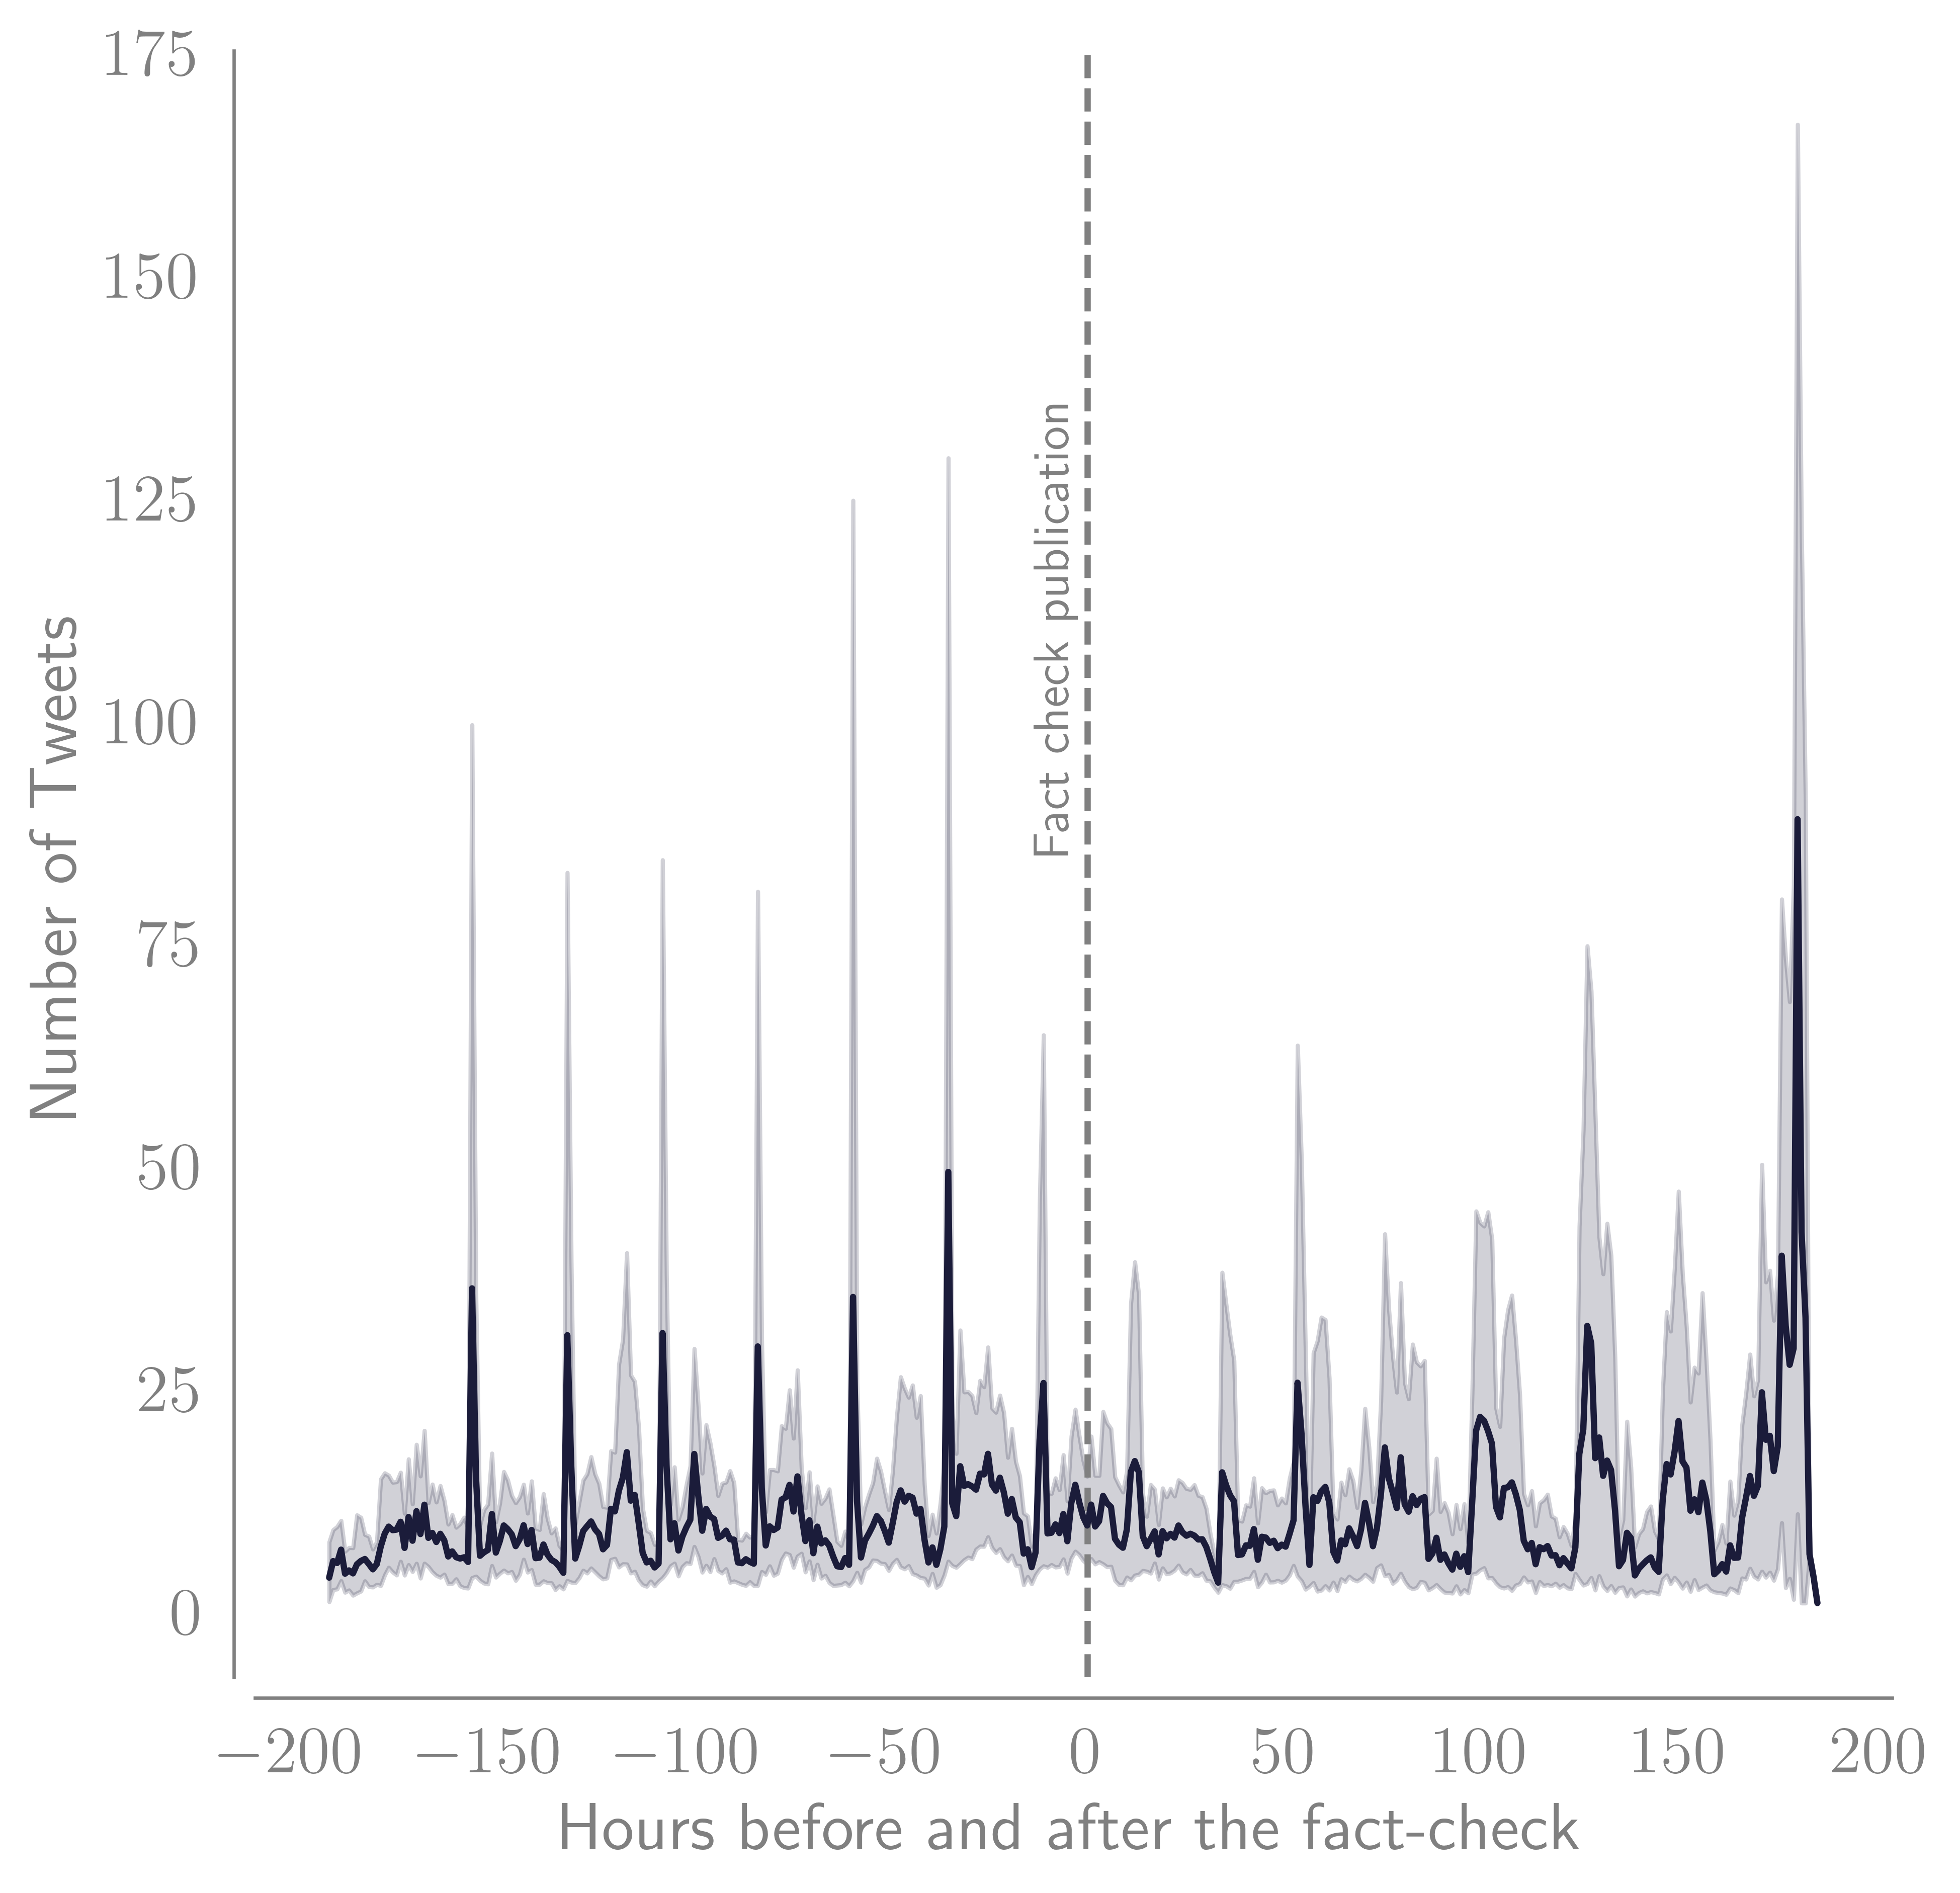 175
150
125
100
75
50
25
0
Number of Tweets
Fact check publication
−200 −150 −100 −50 0 50 100 150 200
Hours before and after the fact-check